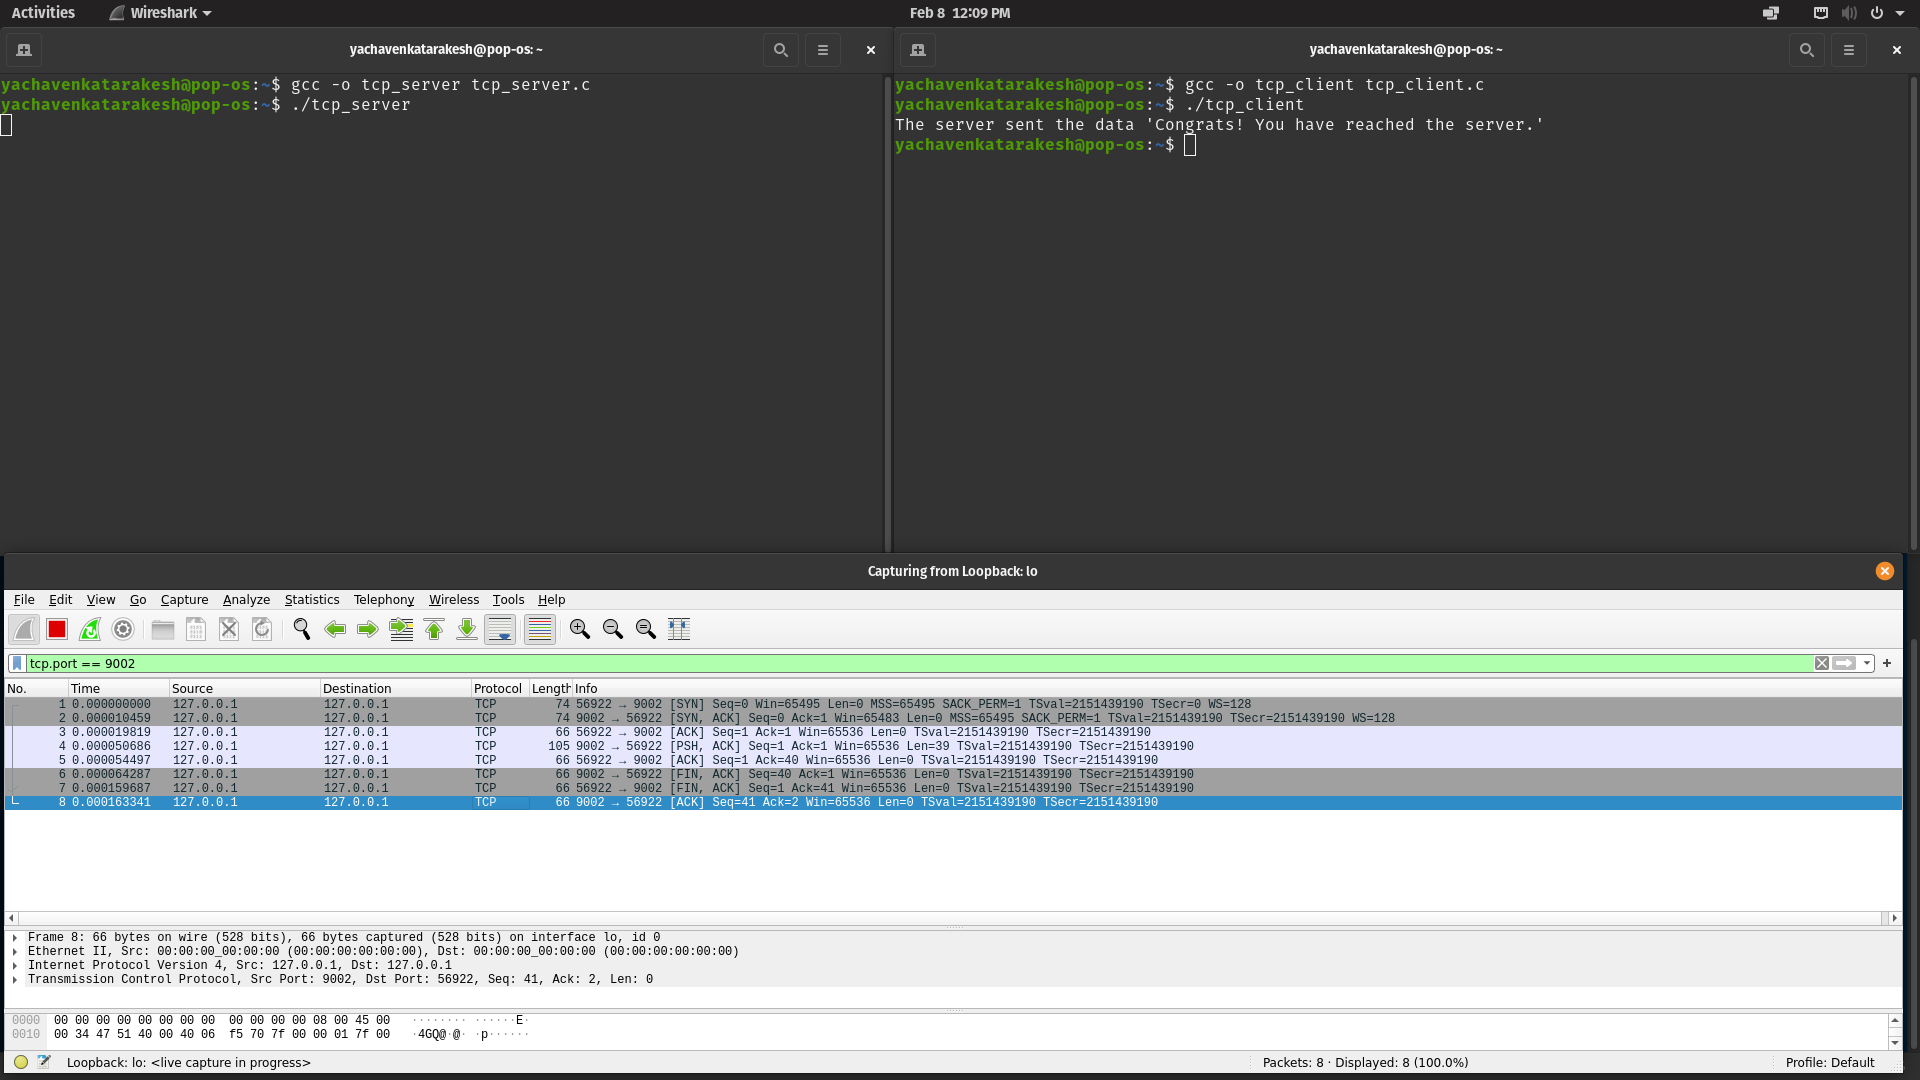 Activities Wireshark Feb 8 12:09 PM
yachavenkatarakesh@pop-os: ~
yachavenkatarakesh@pop-os:~$ gcc -o tcp_server tcp_server.c
yachavenkatarakesh@pop-os:~$ ./tcp_server
yachavenkatarakesh@pop-os: ~
yachavenkatarakesh@pop-os:~$ gcc -o tcp_client tcp_client.c
yachavenkatarakesh@pop-os:~$ ./tcp_client
The server sent the data 'Congrats! You have reached the server.'
yachavenkatarakesh@pop-os:~$
Capturing from Loopback: lo
File Edit View Go Capture Analyze Statistics Telephony Wireless Tools Help
tcp.port == 9002
No. Time Source Destination Protocol Length Info
1 0.000000000 127.0.0.1 127.0.0.1 TCP 74 56922 → 9002 [SYN] Seq=0 Win=65495 Len=0 MSS=65495 SACK_PERM=1 TSval=2151439190 TSecr=0 WS=128
2 0.000010459 127.0.0.1 127.0.0.1 TCP 74 9002 → 56922 [SYN, ACK] Seq=0 Ack=1 Win=65483 Len=0 MSS=65495 SACK_PERM=1 TSval=2151439190 TSecr=2151439190 WS=128
3 0.000019819 127.0.0.1 127.0.0.1 TCP 66 56922 → 9002 [ACK] Seq=1 Ack=1 Win=65536 Len=0 TSval=2151439190 TSecr=2151439190
4 0.000050686 127.0.0.1 127.0.0.1 TCP 105 9002 → 56922 [PSH, ACK] Seq=1 Ack=1 Win=65536 Len=39 TSval=2151439190 TSecr=2151439190
5 0.000054497 127.0.0.1 127.0.0.1 TCP 66 56922 → 9002 [ACK] Seq=1 Ack=40 Win=65536 Len=0 TSval=2151439190 TSecr=2151439190
6 0.000064287 127.0.0.1 127.0.0.1 TCP 66 9002 → 56922 [FIN, ACK] Seq=40 Ack=1 Win=65536 Len=0 TSval=2151439190 TSecr=2151439190
7 0.000159687 127.0.0.1 127.0.0.1 TCP 66 56922 → 9002 [FIN, ACK] Seq=1 Ack=41 Win=65536 Len=0 TSval=2151439190 TSecr=2151439190
8 0.000163341 127.0.0.1 127.0.0.1 TCP 66 9002 → 56922 [ACK] Seq=41 Ack=2 Win=65536 Len=0 TSval=2151439190 TSecr=2151439190
Frame 8: 66 bytes on wire (528 bits), 66 bytes captured (528 bits) on interface lo, id 0
Ethernet II, Src: 00:00:00_00:00:00 (00:00:00:00:00:00), Dst: 00:00:00_00:00:00 (00:00:00:00:00:00)
Internet Protocol Version 4, Src: 127.0.0.1, Dst: 127.0.0.1
Transmission Control Protocol, Src Port: 9002, Dst Port: 56922, Seq: 41, Ack: 2, Len: 0
0000 00 00 00 00 00 00 00 00 00 00 00 00 08 00 45 00 ········ ······E·
0010 00 34 47 51 40 00 40 06 f5 70 7f 00 00 01 7f 00 ·4GQ@·@· ·p······
Loopback: lo: <live capture in progress> Packets: 8 · Displayed: 8 (100.0%) Profile: Default